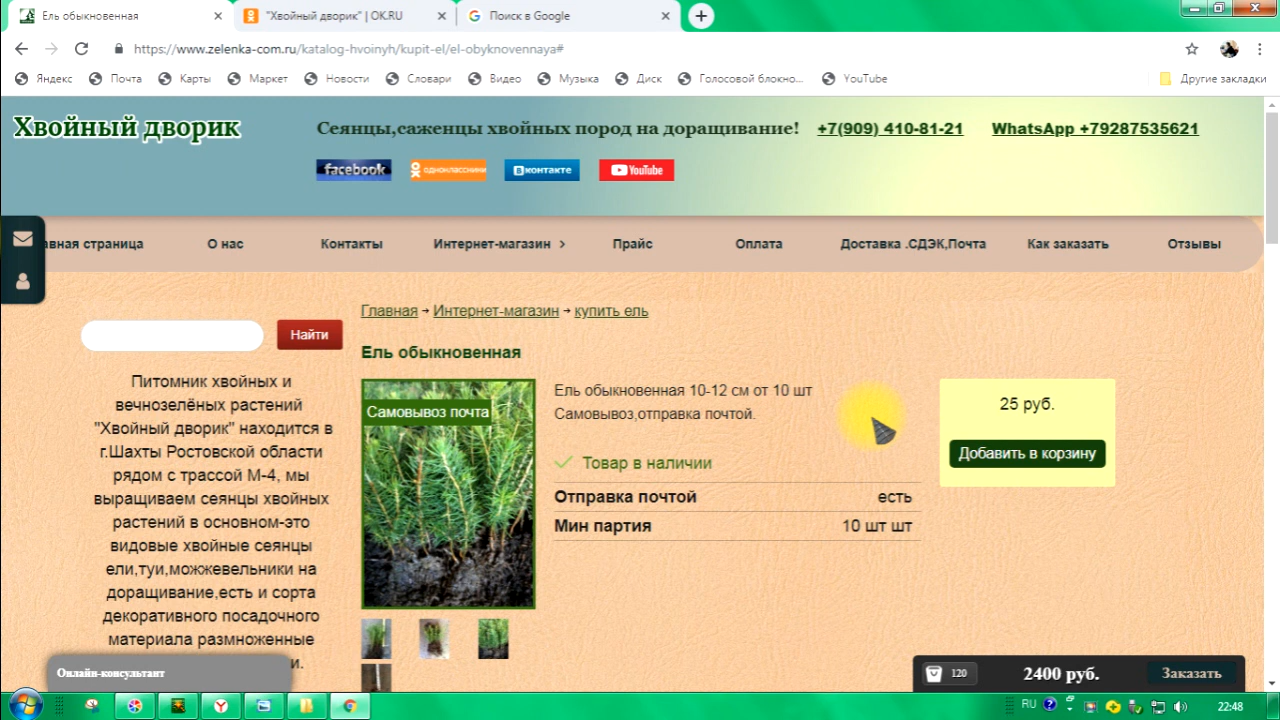 Ель обыкновенная
"Хвойный дворик" | OK.RU
Поиск в Google
https://www.zelenka-com.ru/katalog-hvoinyh/kupit-el/el-obyknovennaya#
Яндекс
Почта
Карты
Маркет
Новости
Словари
Видео
Музыка
Диск
Голосовой блокно...
YouTube
Другие закладки
Хвойный дворик
Сеянцы,саженцы хвойных пород на доращивание!
+7(909) 410-81-21
WhatsApp +79287535621
facebook
одноклассники
вконтакте
YouTube
авная страница
О нас
Контакты
Интернет-магазин
Прайс
Оплата
Доставка .СДЭК,Почта
Как заказать
Отзывы
Главная → Интернет-магазин → купить ель
Найти
Ель обыкновенная
Питомник хвойных и
вечнозелёных растений
"Хвойный дворик" находится в
г.Шахты Ростовской области
рядом с трассой М-4, мы
выращиваем сеянцы хвойных
растений в основном-это
видовые хвойные сеянцы
ели,туи,можжевельники на
доращивание,есть и сорта
декоративного посадочного
материала размноженные
и.
Самовывоз почта
Ель обыкновенная 10-12 см от 10 шт
Самовывоз,отправка почтой.
Товар в наличии
Отправка почтой есть
Мин партия 10 шт шт
25 руб.
Добавить в корзину
Онлайн-консультант
120
2400 руб.
Заказать
RU
22:48